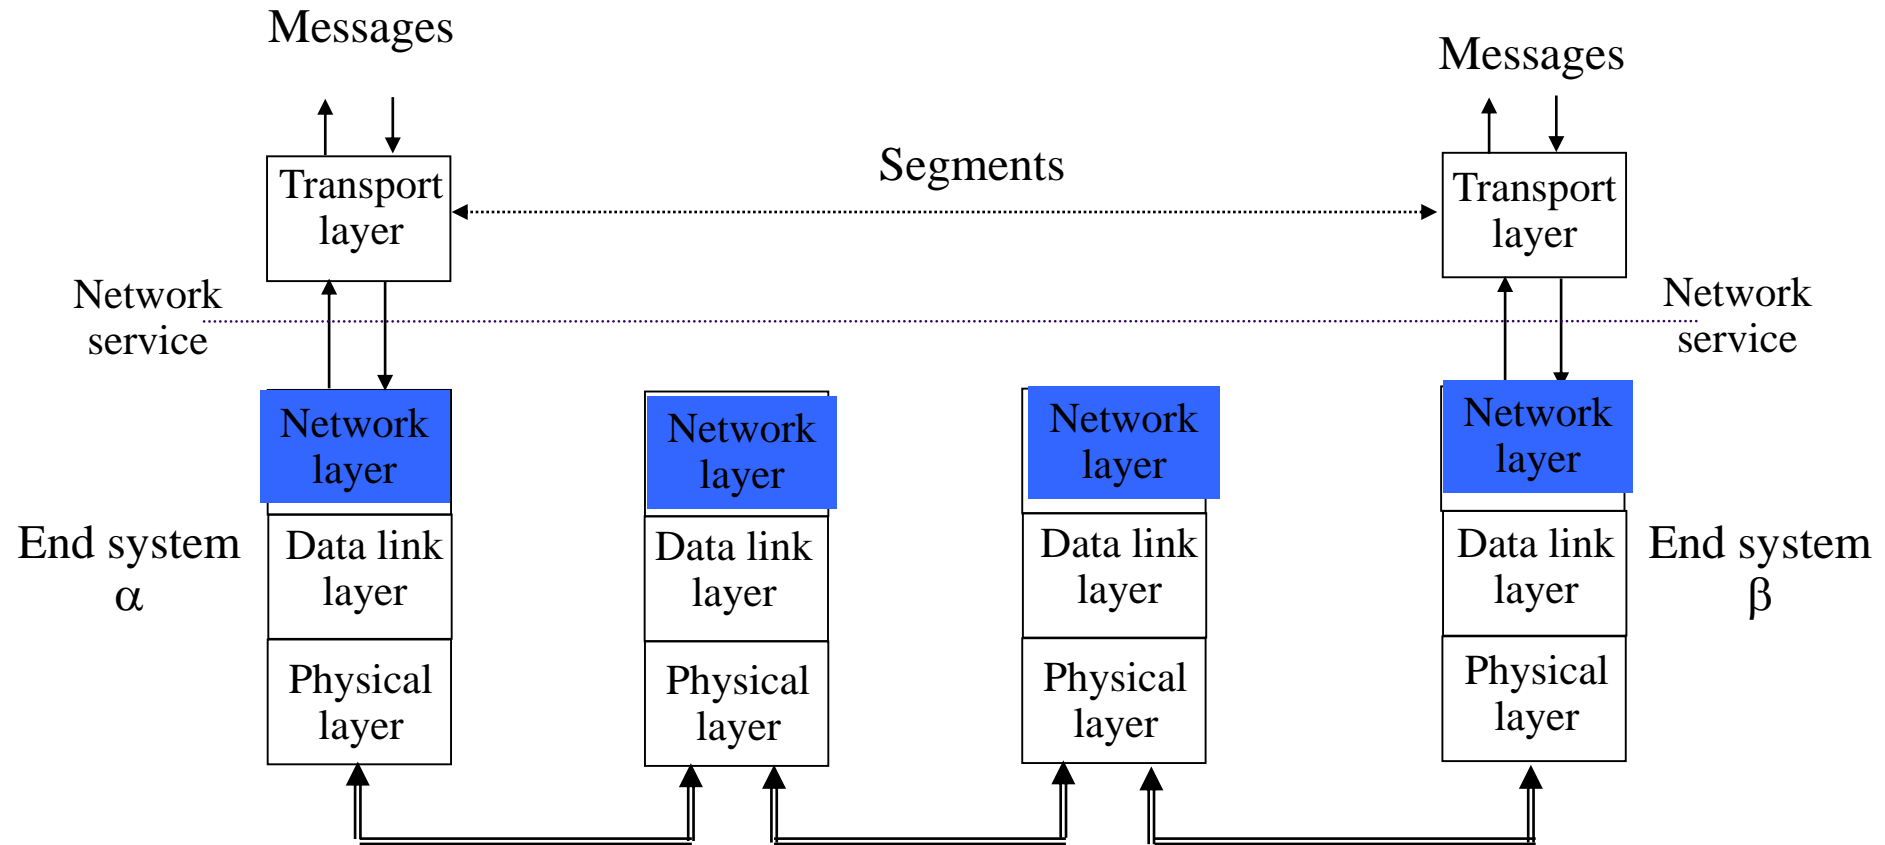 Messages
Messages
Segments
Transport
layer
Transport
layer
Network
service
Network
service
Network
layer
Network
layer
Network
layer
Network
layer
End system
α
Data link
layer
Data link
layer
Data link
layer
Data link
layer
End system
β
Physical
layer
Physical
layer
Physical
layer
Physical
layer